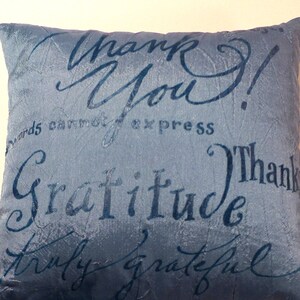 Thank
You!
words cannot express
Thank
Gratitude
truly grateful